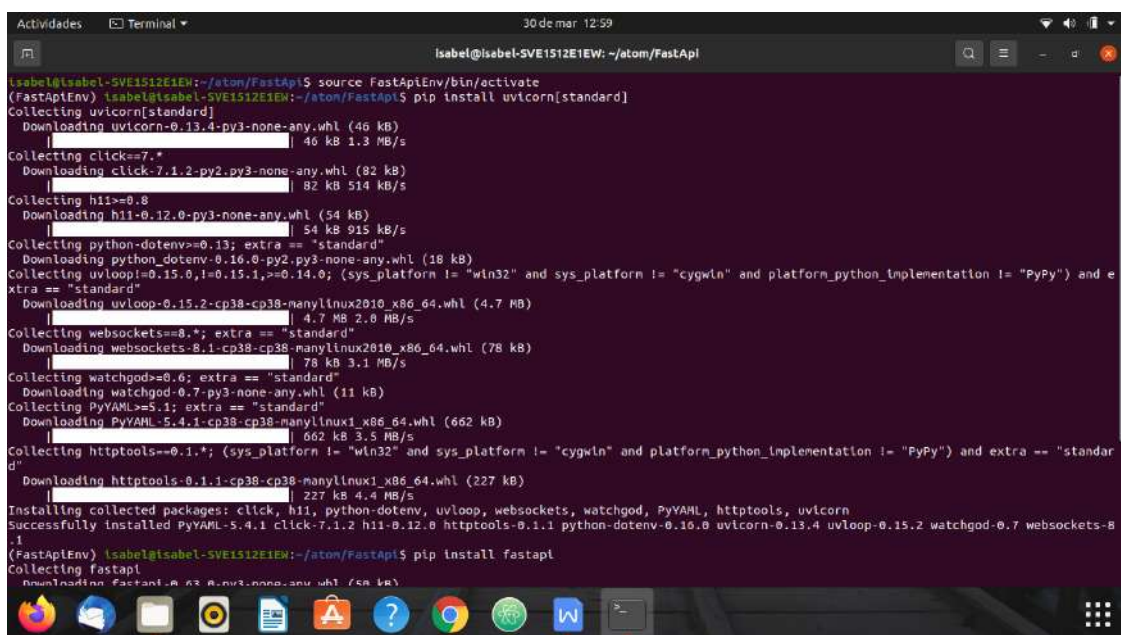 Actividades Terminal 30 de mar 12:59
isabel@isabel-SVE1512E1EW: ~/atom/FastApi
isabel@isabel-SVE1512E1EW:~/atom/FastApi$ source FastApiEnv/bin/activate
(FastApiEnv) isabel@isabel-SVE1512E1EW:~/atom/FastApi$ pip install uvicorn[standard]
Collecting uvicorn[standard]
  Downloading uvicorn-0.13.4-py3-none-any.whl (46 kB)
     | | 46 kB 1.3 MB/s
Collecting click==7.*
  Downloading click-7.1.2-py2.py3-none-any.whl (82 kB)
     | | 82 kB 514 kB/s
Collecting h11>=0.8
  Downloading h11-0.12.0-py3-none-any.whl (54 kB)
     | | 54 kB 915 kB/s
Collecting python-dotenv>=0.13; extra == "standard"
  Downloading python_dotenv-0.16.0-py2.py3-none-any.whl (18 kB)
Collecting uvloop!=0.15.0,!=0.15.1,>=0.14.0; (sys_platform != "win32" and sys_platform != "cygwin" and platform_python_implementation != "PyPy") and e
xtra == "standard"
  Downloading uvloop-0.15.2-cp38-cp38-manylinux2010_x86_64.whl (4.7 MB)
     | | 4.7 MB 2.0 MB/s
Collecting websockets==8.*; extra == "standard"
  Downloading websockets-8.1-cp38-cp38-manylinux2010_x86_64.whl (78 kB)
     | | 78 kB 3.1 MB/s
Collecting watchgod>=0.6; extra == "standard"
  Downloading watchgod-0.7-py3-none-any.whl (11 kB)
Collecting PyYAML>=5.1; extra == "standard"
  Downloading PyYAML-5.4.1-cp38-cp38-manylinux1_x86_64.whl (662 kB)
     | | 662 kB 3.5 MB/s
Collecting httptools==0.1.*; (sys_platform != "win32" and sys_platform != "cygwin" and platform_python_implementation != "PyPy") and extra == "standar
d"
  Downloading httptools-0.1.1-cp38-cp38-manylinux1_x86_64.whl (227 kB)
     | | 227 kB 4.4 MB/s
Installing collected packages: click, h11, python-dotenv, uvloop, websockets, watchgod, PyYAML, httptools, uvicorn
Successfully installed PyYAML-5.4.1 click-7.1.2 h11-0.12.0 httptools-0.1.1 python-dotenv-0.16.0 uvicorn-0.13.4 uvloop-0.15.2 watchgod-0.7 websockets-8
.1
(FastApiEnv) isabel@isabel-SVE1512E1EW:~/atom/FastApi$ pip install fastapi
Collecting fastapi
  Downloading fastapi-0.63.0-py3-none-any.whl (50 kB)